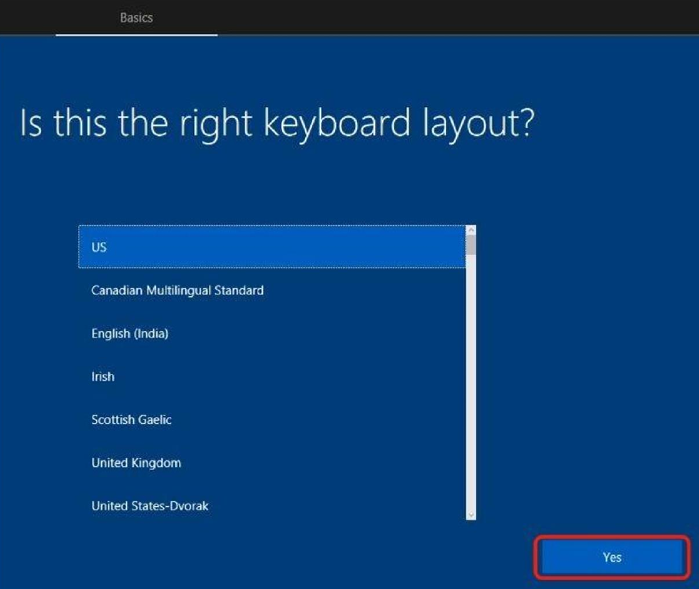 Basics
Is this the right keyboard layout?
US
Canadian Multilingual Standard
English (India)
Irish
Scottish Gaelic
United Kingdom
United States-Dvorak
Yes